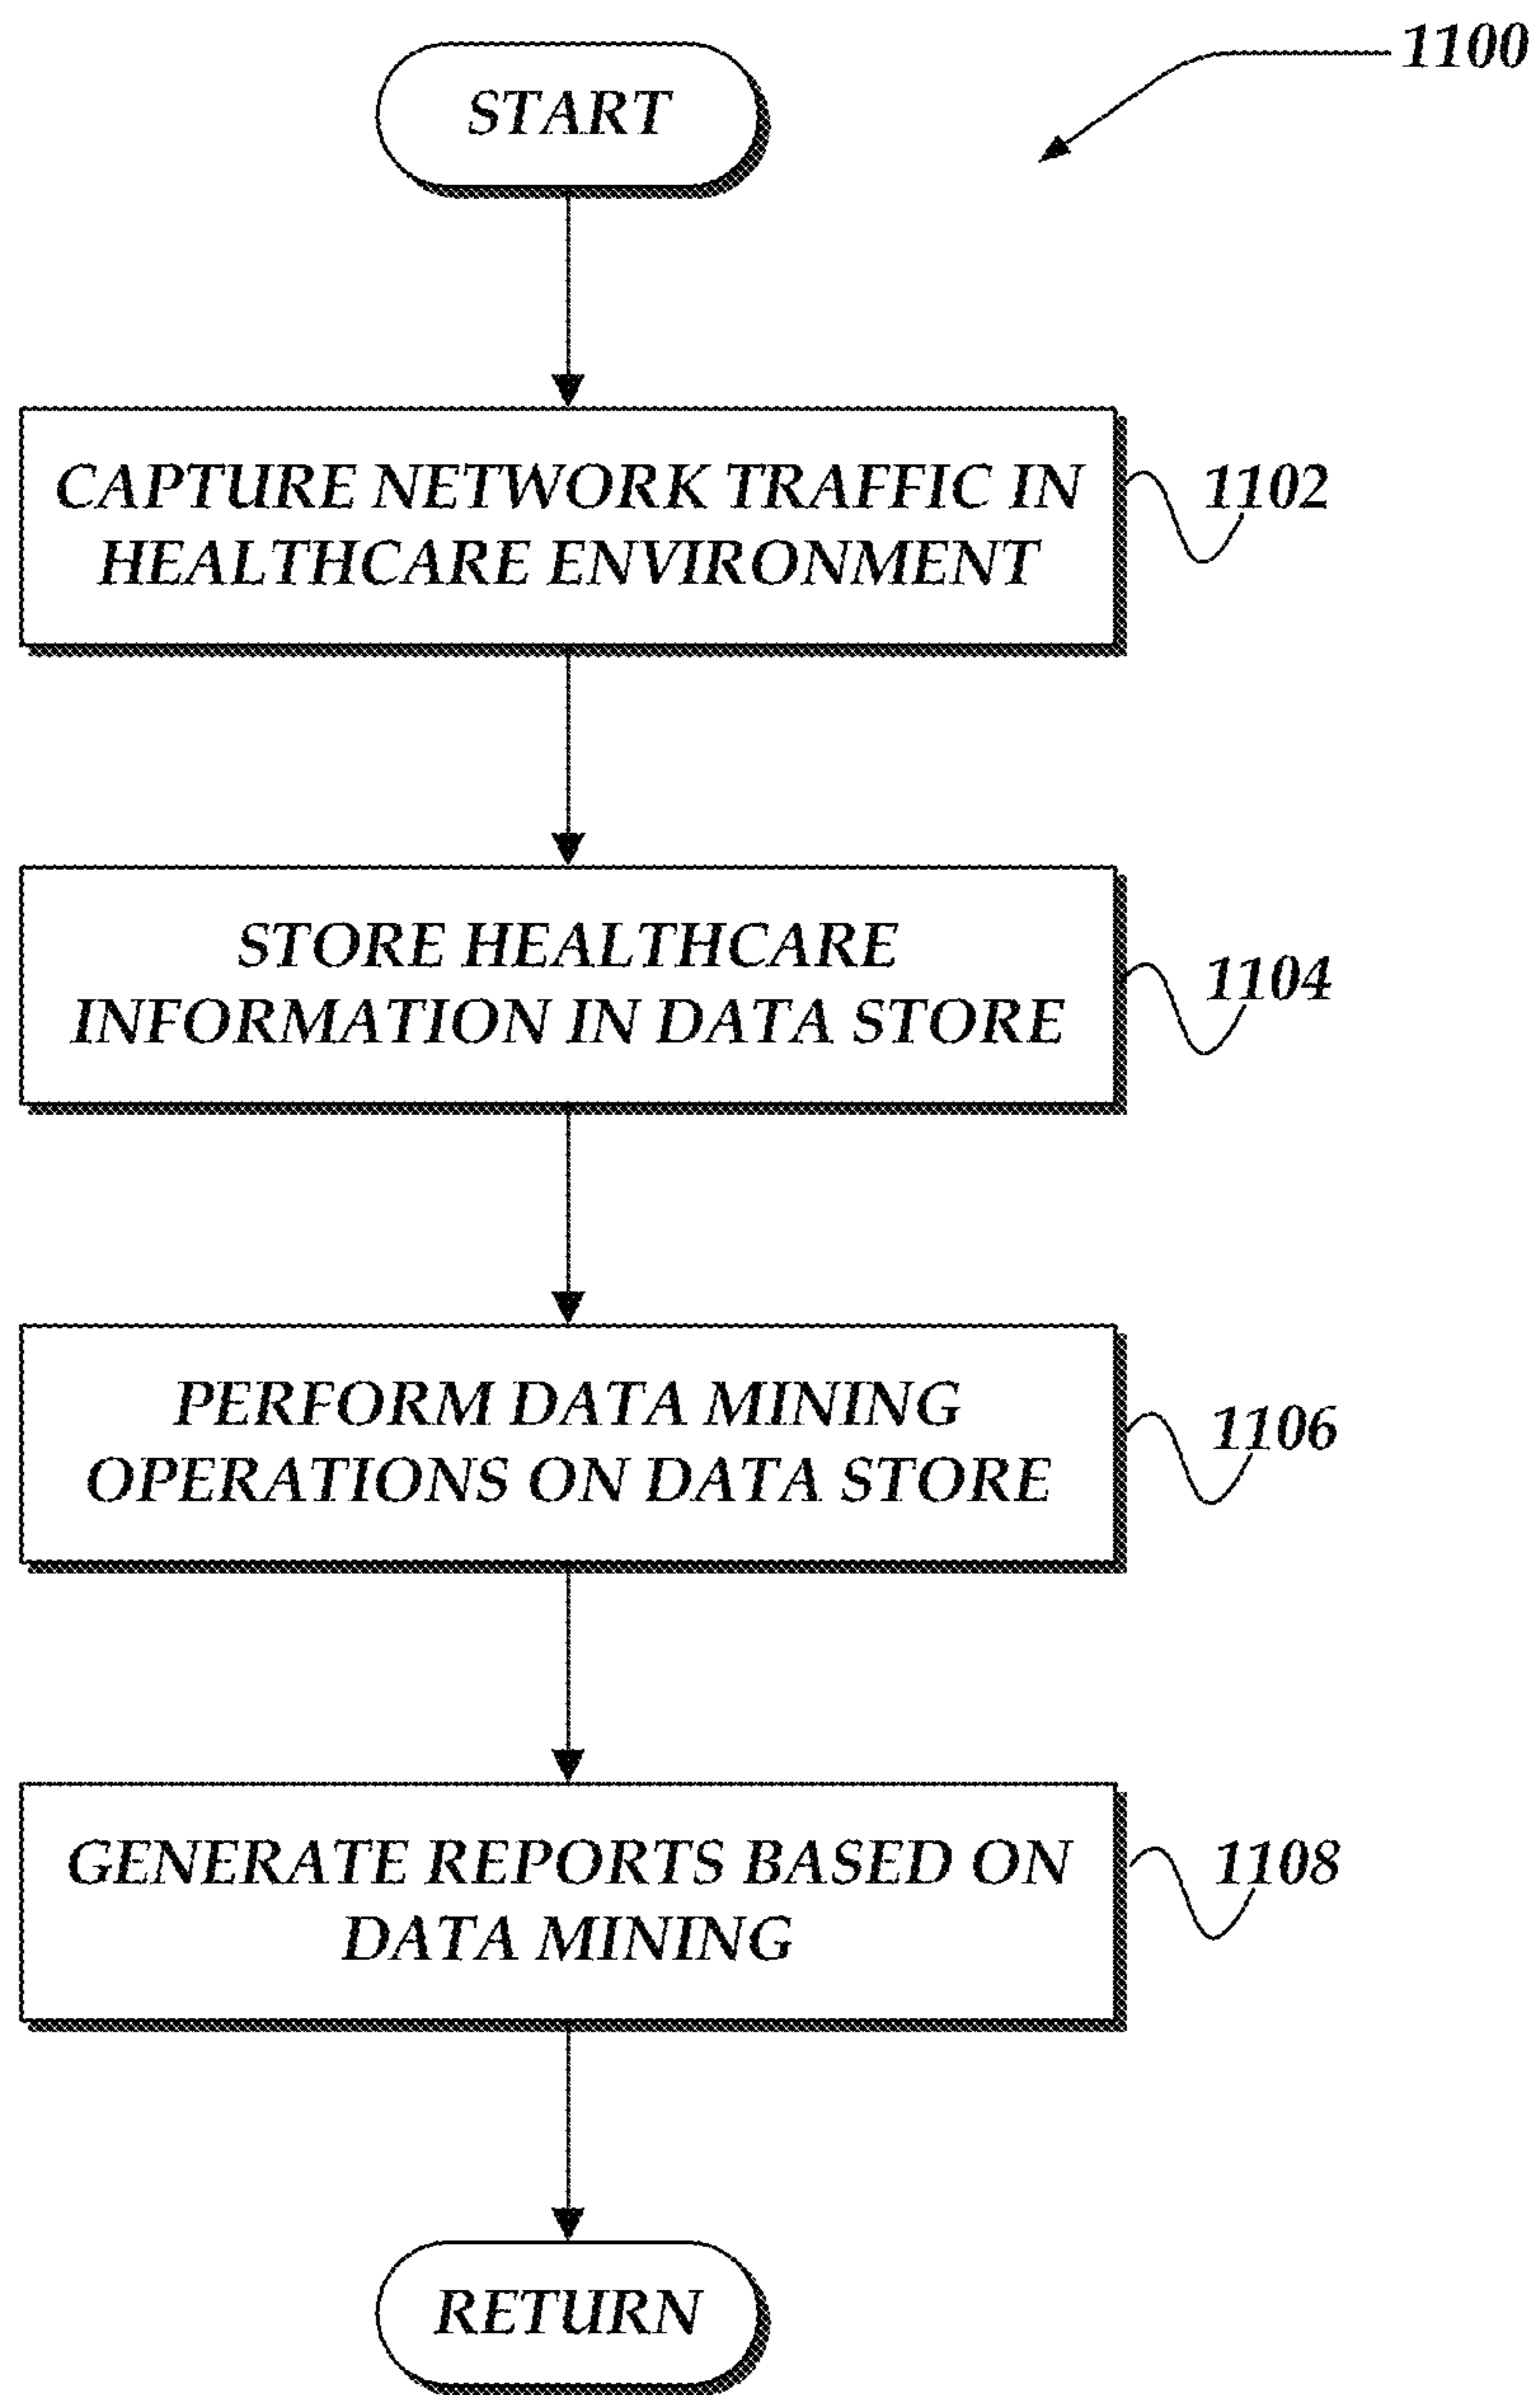 1100
START
CAPTURE NETWORK TRAFFIC IN
HEALTHCARE ENVIRONMENT
1102
STORE HEALTHCARE
INFORMATION IN DATA STORE
1104
PERFORM DATA MINING
OPERATIONS ON DATA STORE
1106
GENERATE REPORTS BASED ON
DATA MINING
1108
RETURN